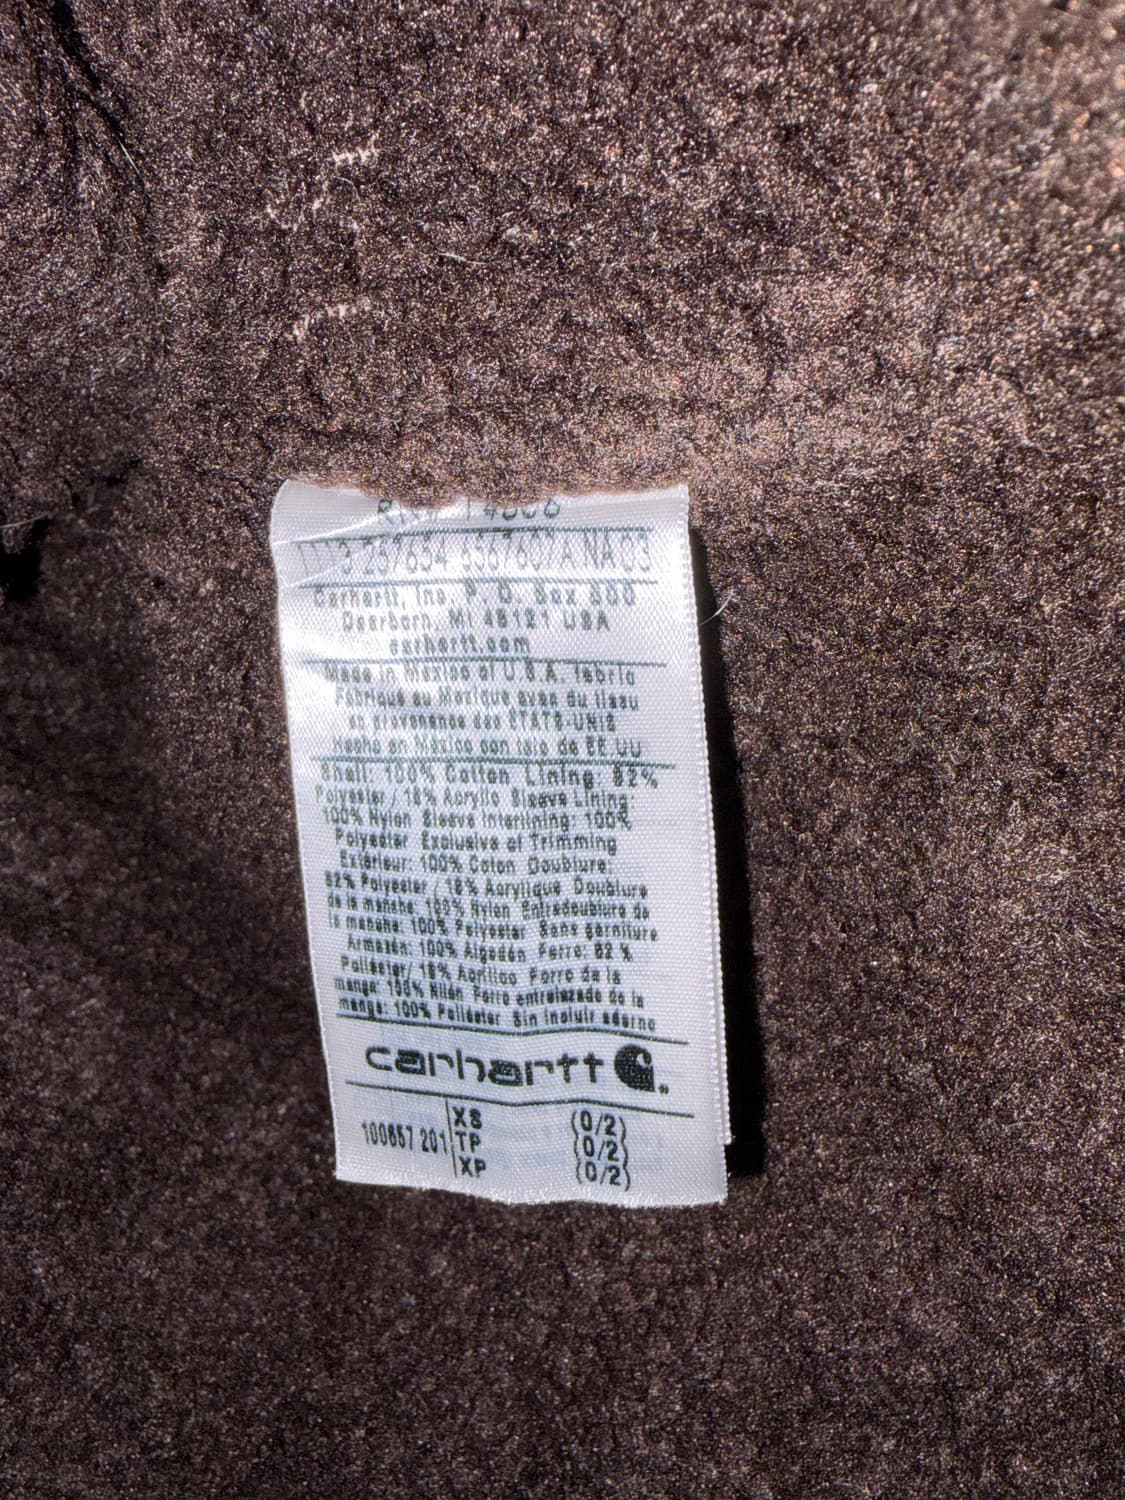 Carhartt, Inc. P. O. Box 600
Dearborn, MI 48121 USA
carhartt.com
Made in Mexico of U.S.A. fabric
Fabriqué au Mexique avec du tissu
en provenance des ÉTATS-UNIS
Hecho en Mexico con tela de EE.UU
Shell: 100% Cotton Lining: 82%
Polyester / 18% Acrylic Sleeve Lining:
100% Nylon Sleeve Interlining: 100%
Polyester Exclusive of Trimming
Extérieur: 100% Coton Doublure:
82% Polyester / 18% Acrylique Doublure
de la manche: 100% Nylon Entredoublure de
la manche: 100% Polyester Sans garniture
Armazón: 100% Algodón Forro: 82 %
Poliéster/ 18% Acrílico Forro de la
manga: 100% Nilón Forro entrelazado de la
manga: 100% Poliéster Sin incluir adorno
carhartt
100657 201 XS (0/2)
TP (0/2)
XP (0/2)